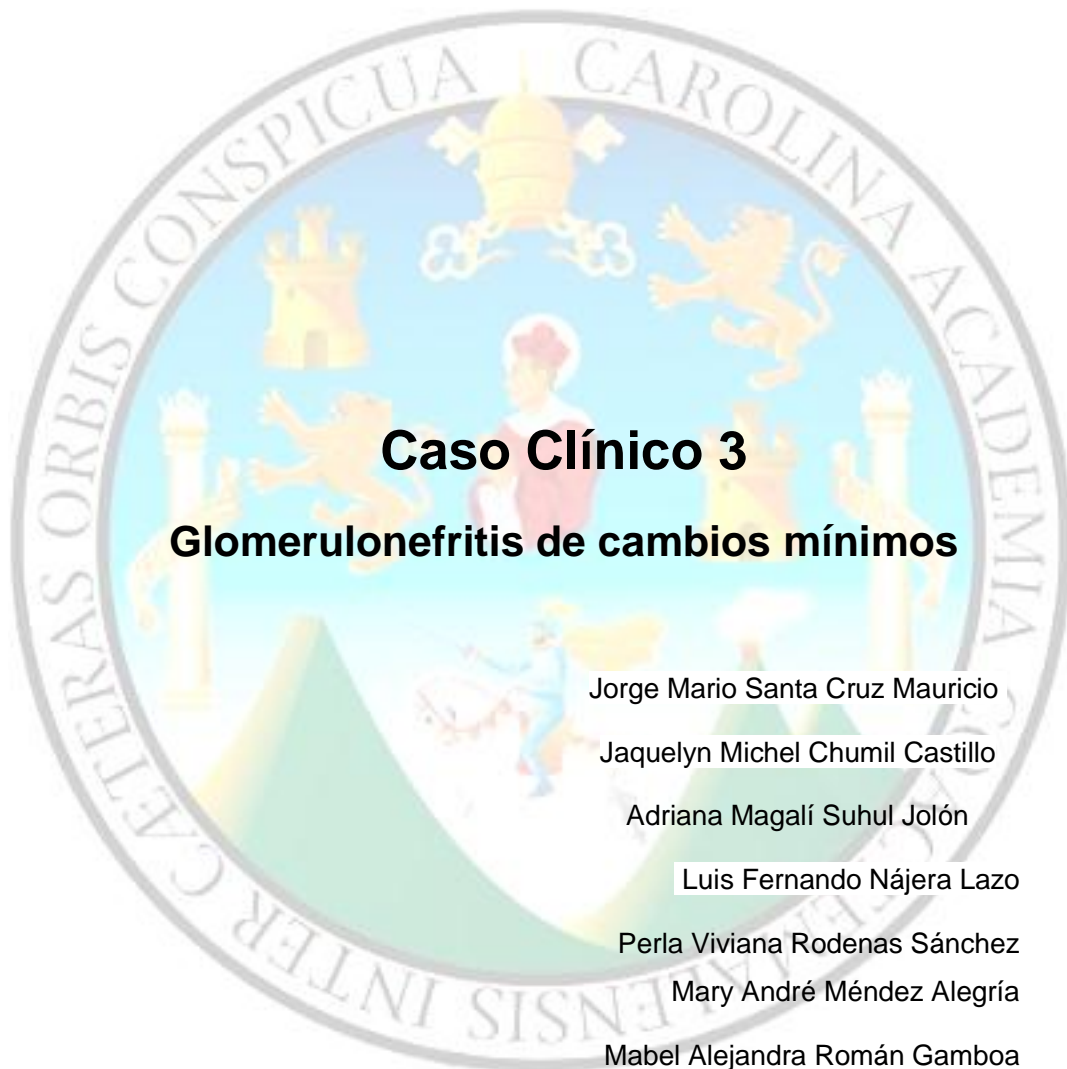 CAROLINA ACADEMIA COACTEMALENSIS INTER CÆTERAS ORBIS CONSPICUA
Caso Clínico 3
Glomerulonefritis de cambios mínimos
Jorge Mario Santa Cruz Mauricio
Jaquelyn Michel Chumil Castillo
Adriana Magalí Suhul Jolón
Luis Fernando Nájera Lazo
Perla Viviana Rodenas Sánchez
Mary André Méndez Alegría
Mabel Alejandra Román Gamboa